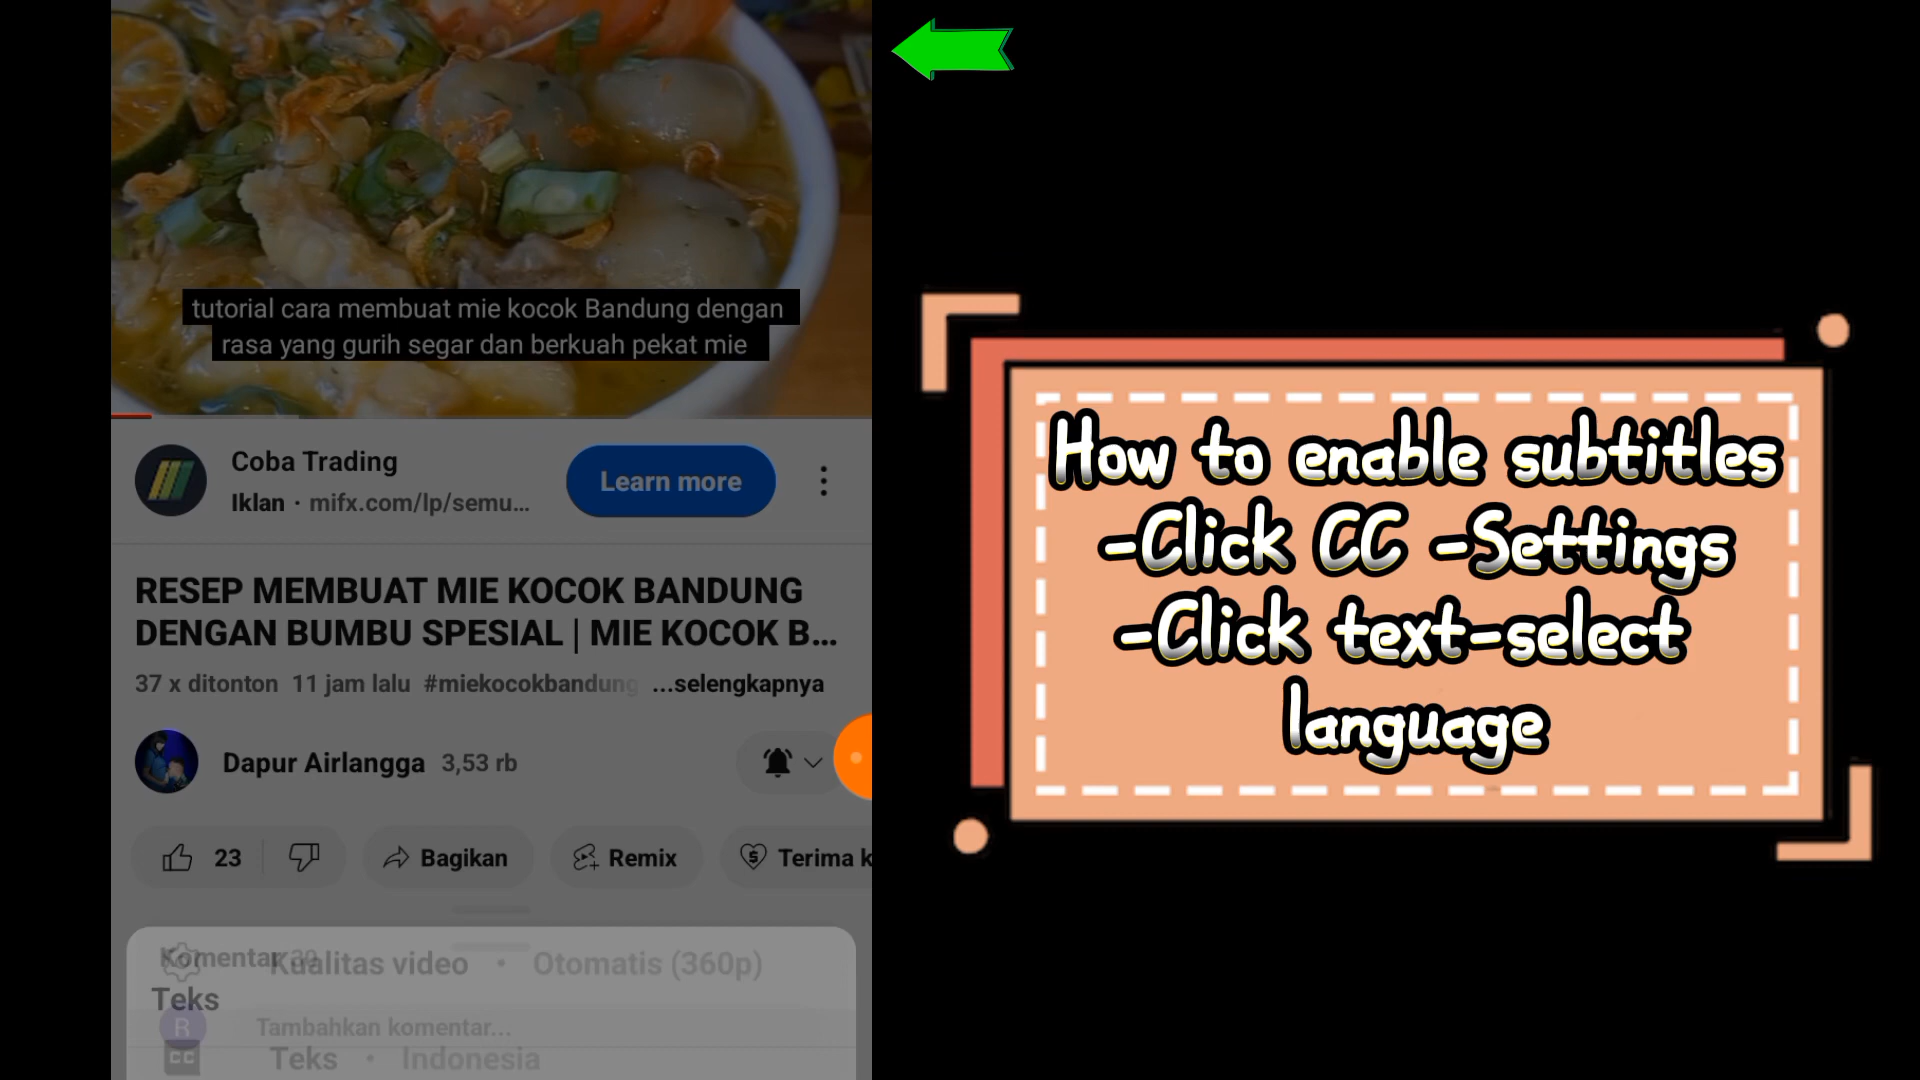 tutorial cara membuat mie kocok Bandung dengan
rasa yang gurih segar dan berkuah pekat mie
Coba Trading
Learn more
Iklan · mifx.com/lp/semu...
RESEP MEMBUAT MIE KOCOK BANDUNG
DENGAN BUMBU SPESIAL | MIE KOCOK B...
37 x ditonton 11 jam lalu #miekocokbandung ...selengkapnya
Dapur Airlangga 3,53 rb
23 Bagikan Remix Terima k
Komentar
Kualitas video · Otomatis (360p)
Teks
R Tambahkan komentar...
CC Teks · Indonesia
How to enable subtitles
-Click CC -Settings
-Click text-select
language